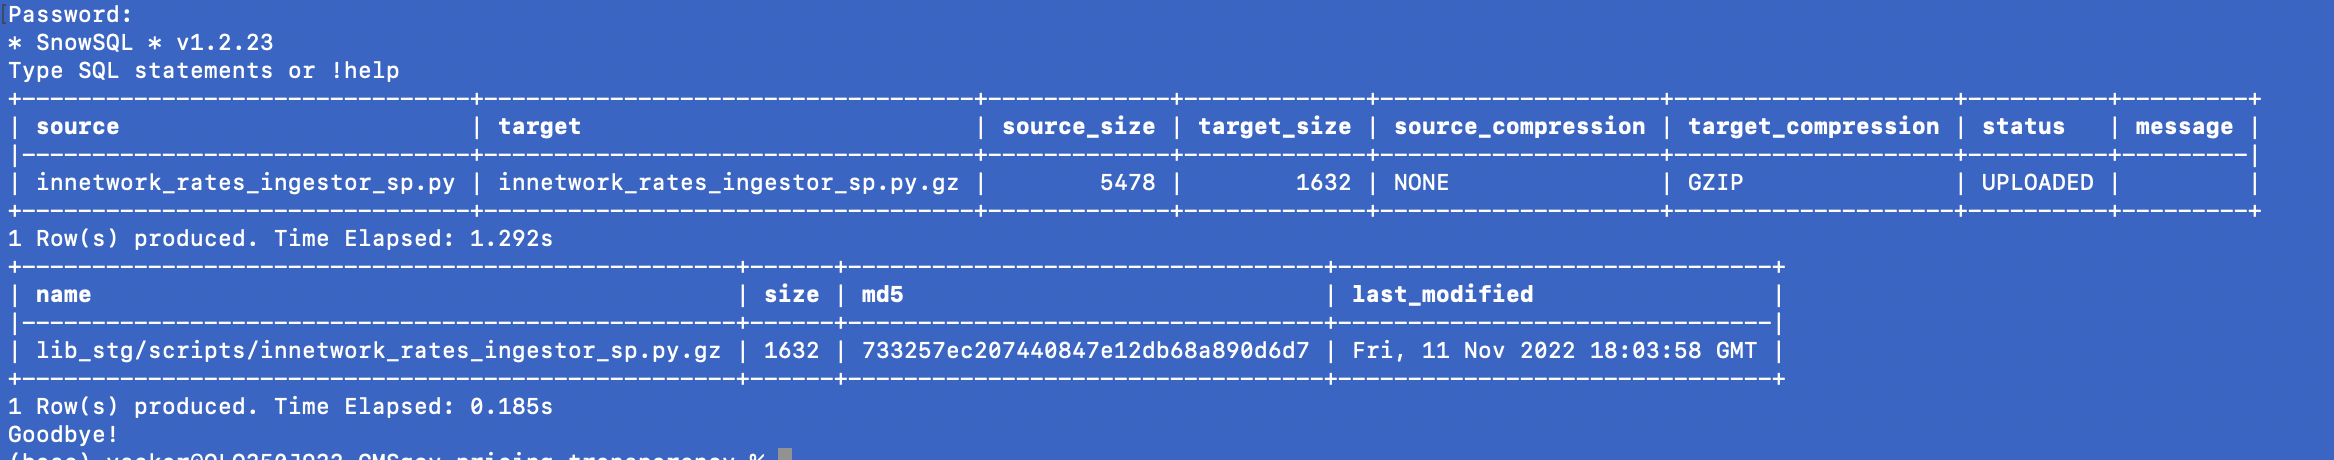 Password:
* SnowSQL * v1.2.23
Type SQL statements or !help
| source | target | source_size | target_size | source_compression | target_compression | status | message |
| innetwork_rates_ingestor_sp.py | innetwork_rates_ingestor_sp.py.gz | 5478 | 1632 | NONE | GZIP | UPLOADED | |
1 Row(s) produced. Time Elapsed: 1.292s
| name | size | md5 | last_modified |
| lib_stg/scripts/innetwork_rates_ingestor_sp.py.gz | 1632 | 733257ec207440847e12db68a890d6d7 | Fri, 11 Nov 2022 18:03:58 GMT |
1 Row(s) produced. Time Elapsed: 0.185s
Goodbye!
(base) %